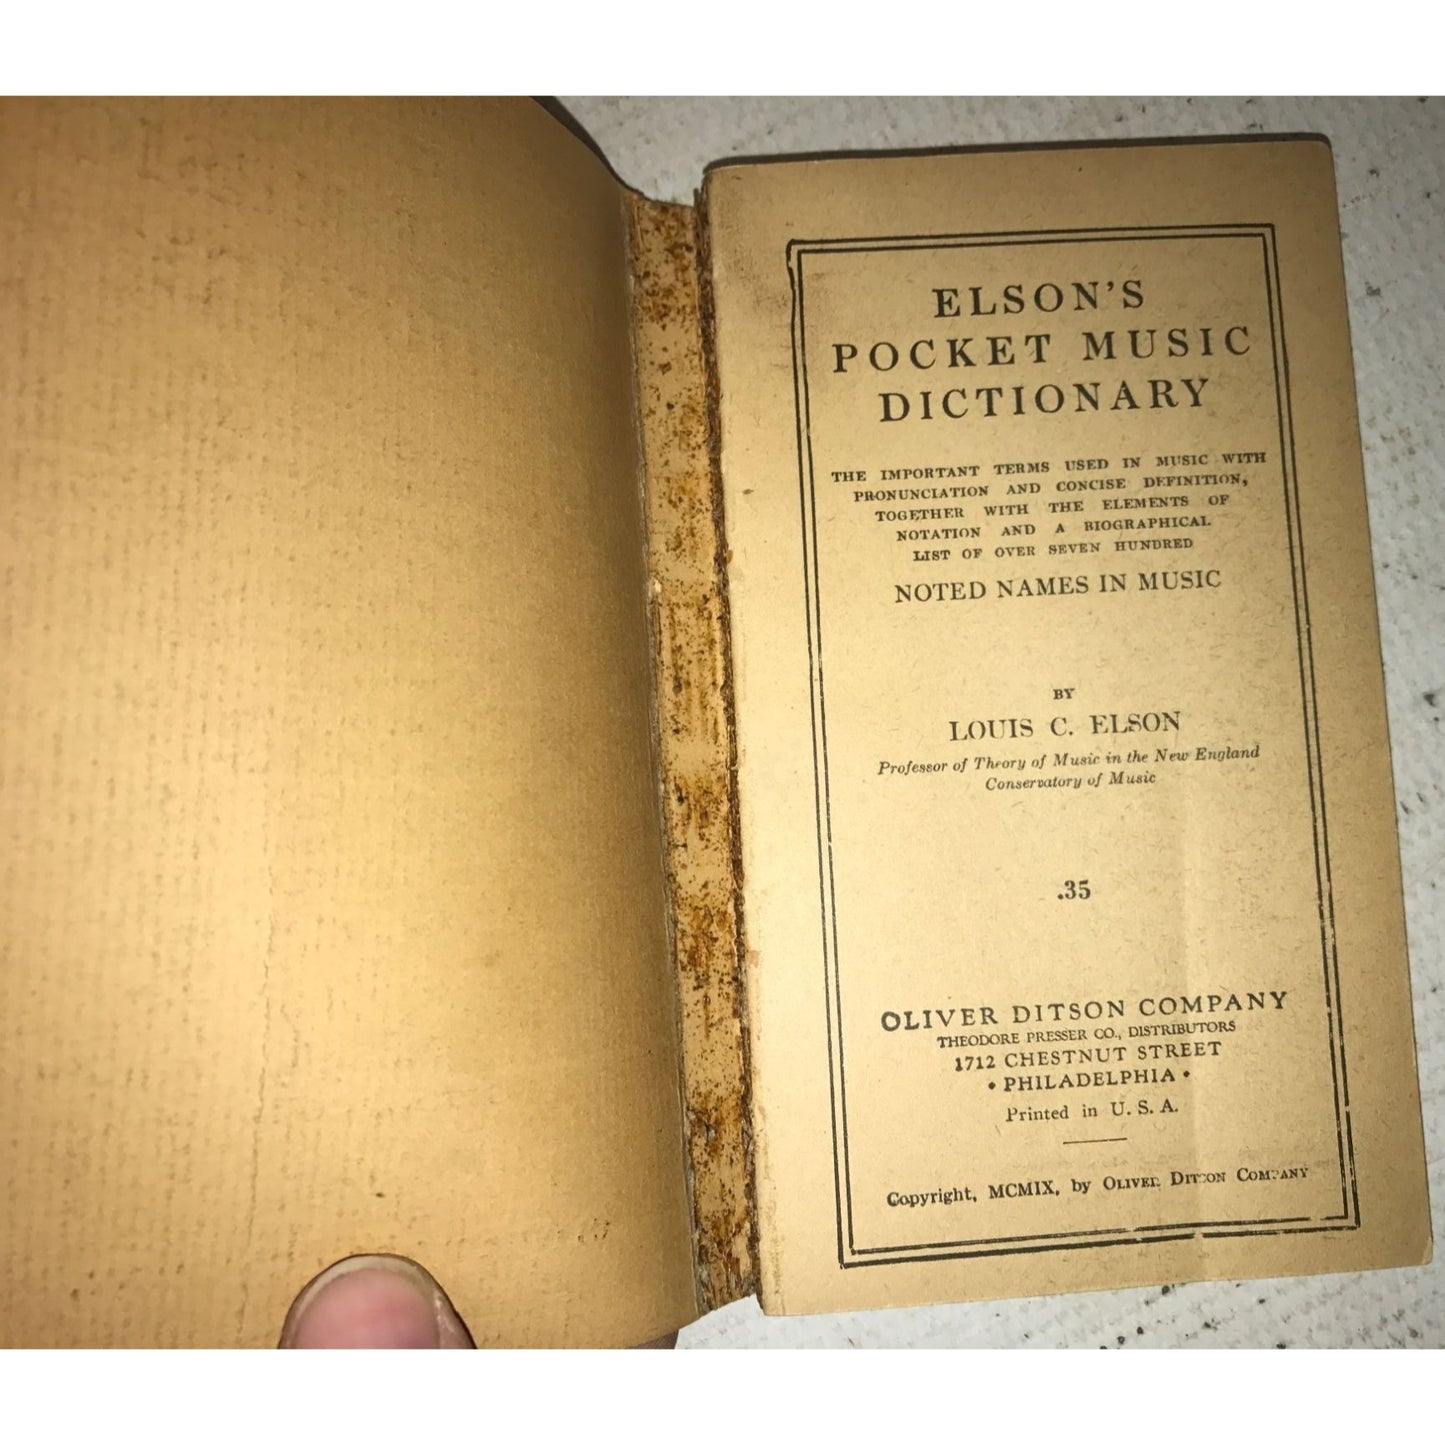 ELSON'S
POCKET MUSIC
DICTIONARY
THE IMPORTANT TERMS USED IN MUSIC WITH
PRONUNCIATION AND CONCISE DEFINITION,
TOGETHER WITH THE ELEMENTS OF
NOTATION AND A BIOGRAPHICAL
LIST OF OVER SEVEN HUNDRED
NOTED NAMES IN MUSIC
BY
LOUIS C. ELSON
Professor of Theory of Music in the New England
Conservatory of Music
.35
OLIVER DITSON COMPANY
THEODORE PRESSER CO., DISTRIBUTORS
1712 CHESTNUT STREET
• PHILADELPHIA •
Printed in U. S. A.
Copyright, MCMIX, by OLIVER DITSON COMPANY